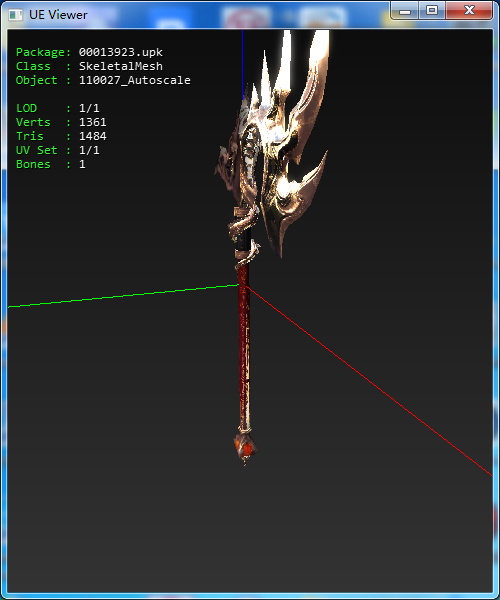 UE Viewer
Package: 00013923.upk
Class : SkeletalMesh
Object : 110027_Autoscale
LOD : 1/1
Verts : 1361
Tris : 1484
UV Set : 1/1
Bones : 1